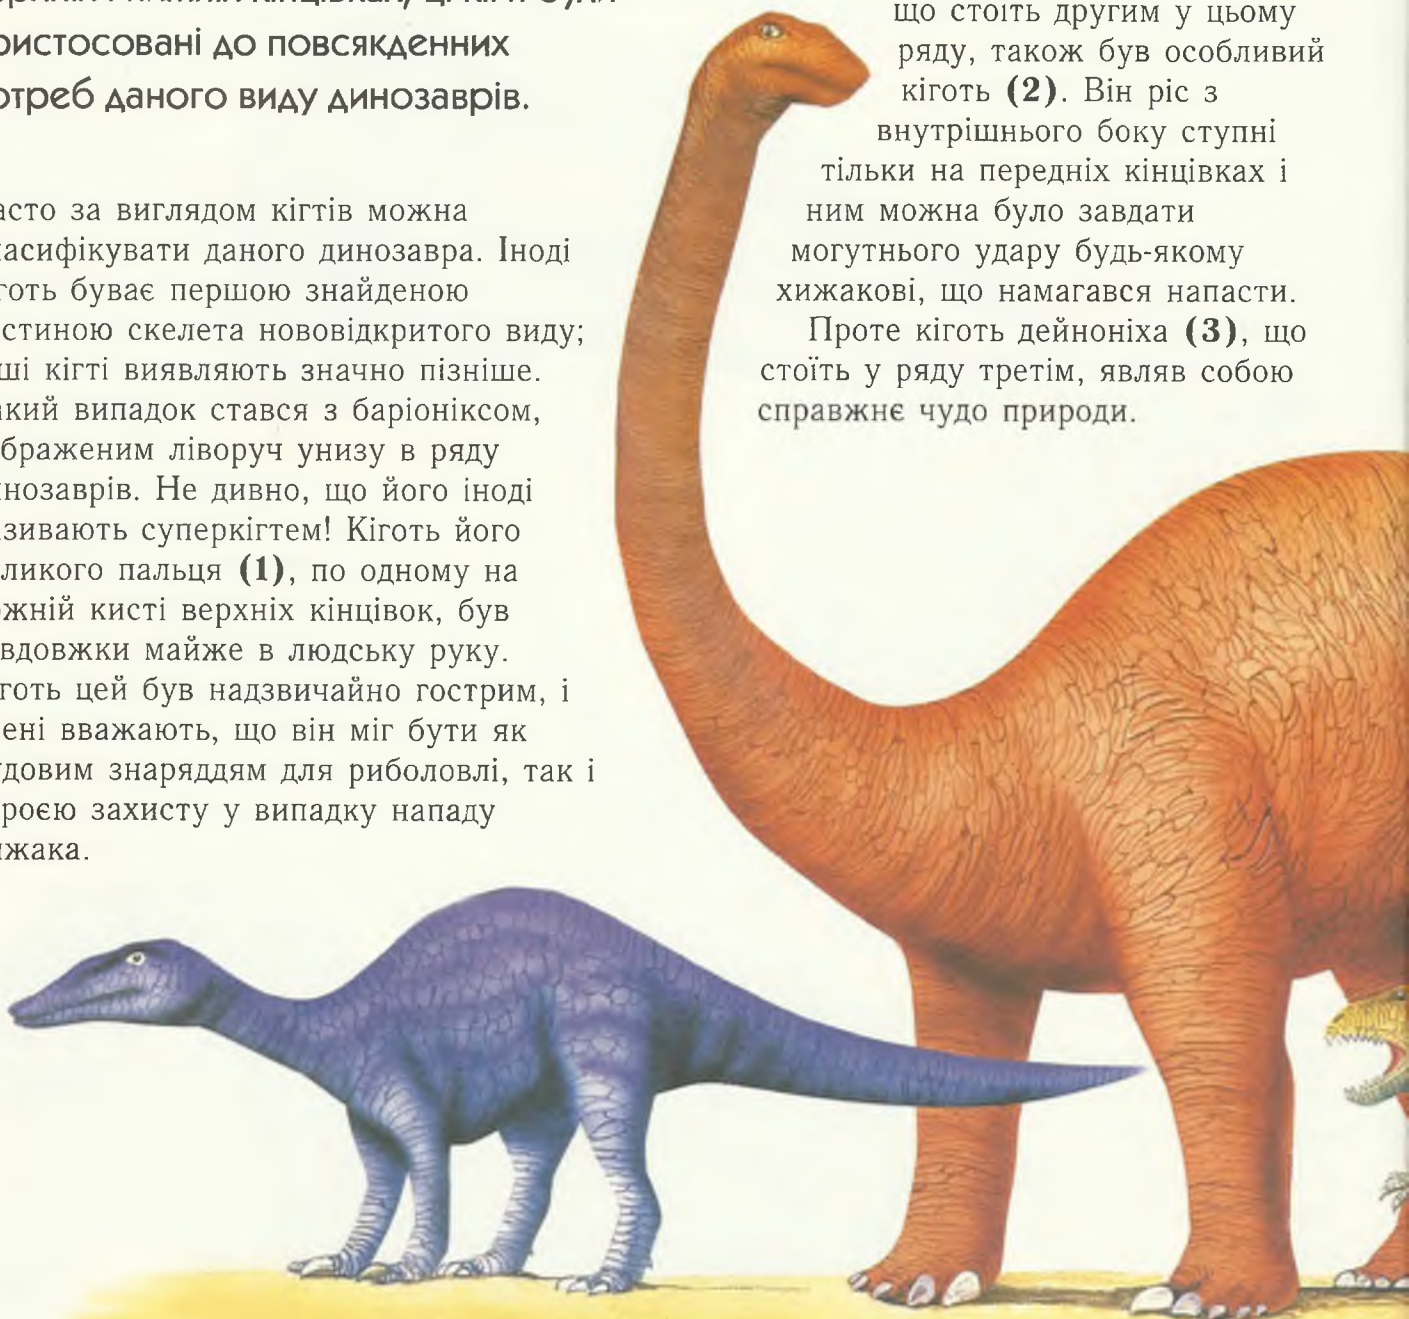 ристосовані до повсякденних
отреб даного виду динозаврів.
асто за виглядом кігтів можна
ласифікувати даного динозавра. Іноді
готь буває першою знайденою
стиною скелета нововідкритого виду;
ші кігті виявляють значно пізніше.
акий випадок стався з баріоніксом,
браженим ліворуч унизу в ряду
нозаврів. Не дивно, що його іноді
зивають суперкігтем! Кіготь його
ликого пальця (1), по одному на
жній кисті верхніх кінцівок, був
вдовжки майже в людську руку.
готь цей був надзвичайно гострим, і
ені вважають, що він міг бути як
удовим знаряддям для риболовлі, так і
роєю захисту у випадку нападу
ижака.
що стоїть другим у цьому
ряду, також був особливий
кіготь (2). Він ріс з
внутрішнього боку ступні
тільки на передніх кінцівках і
ним можна було завдати
могутнього удару будь-якому
хижакові, що намагався напасти.
Проте кіготь дейноніха (3), що
стоїть у ряду третім, являв собою
справжнє чудо природи.